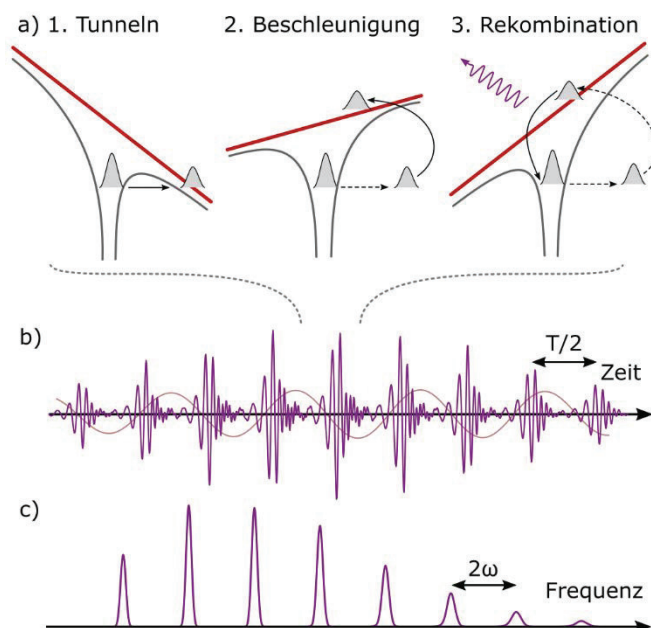 a) 1. Tunneln 2. Beschleunigung 3. Rekombination
b)
T/2
Zeit
c)
2ω
Frequenz